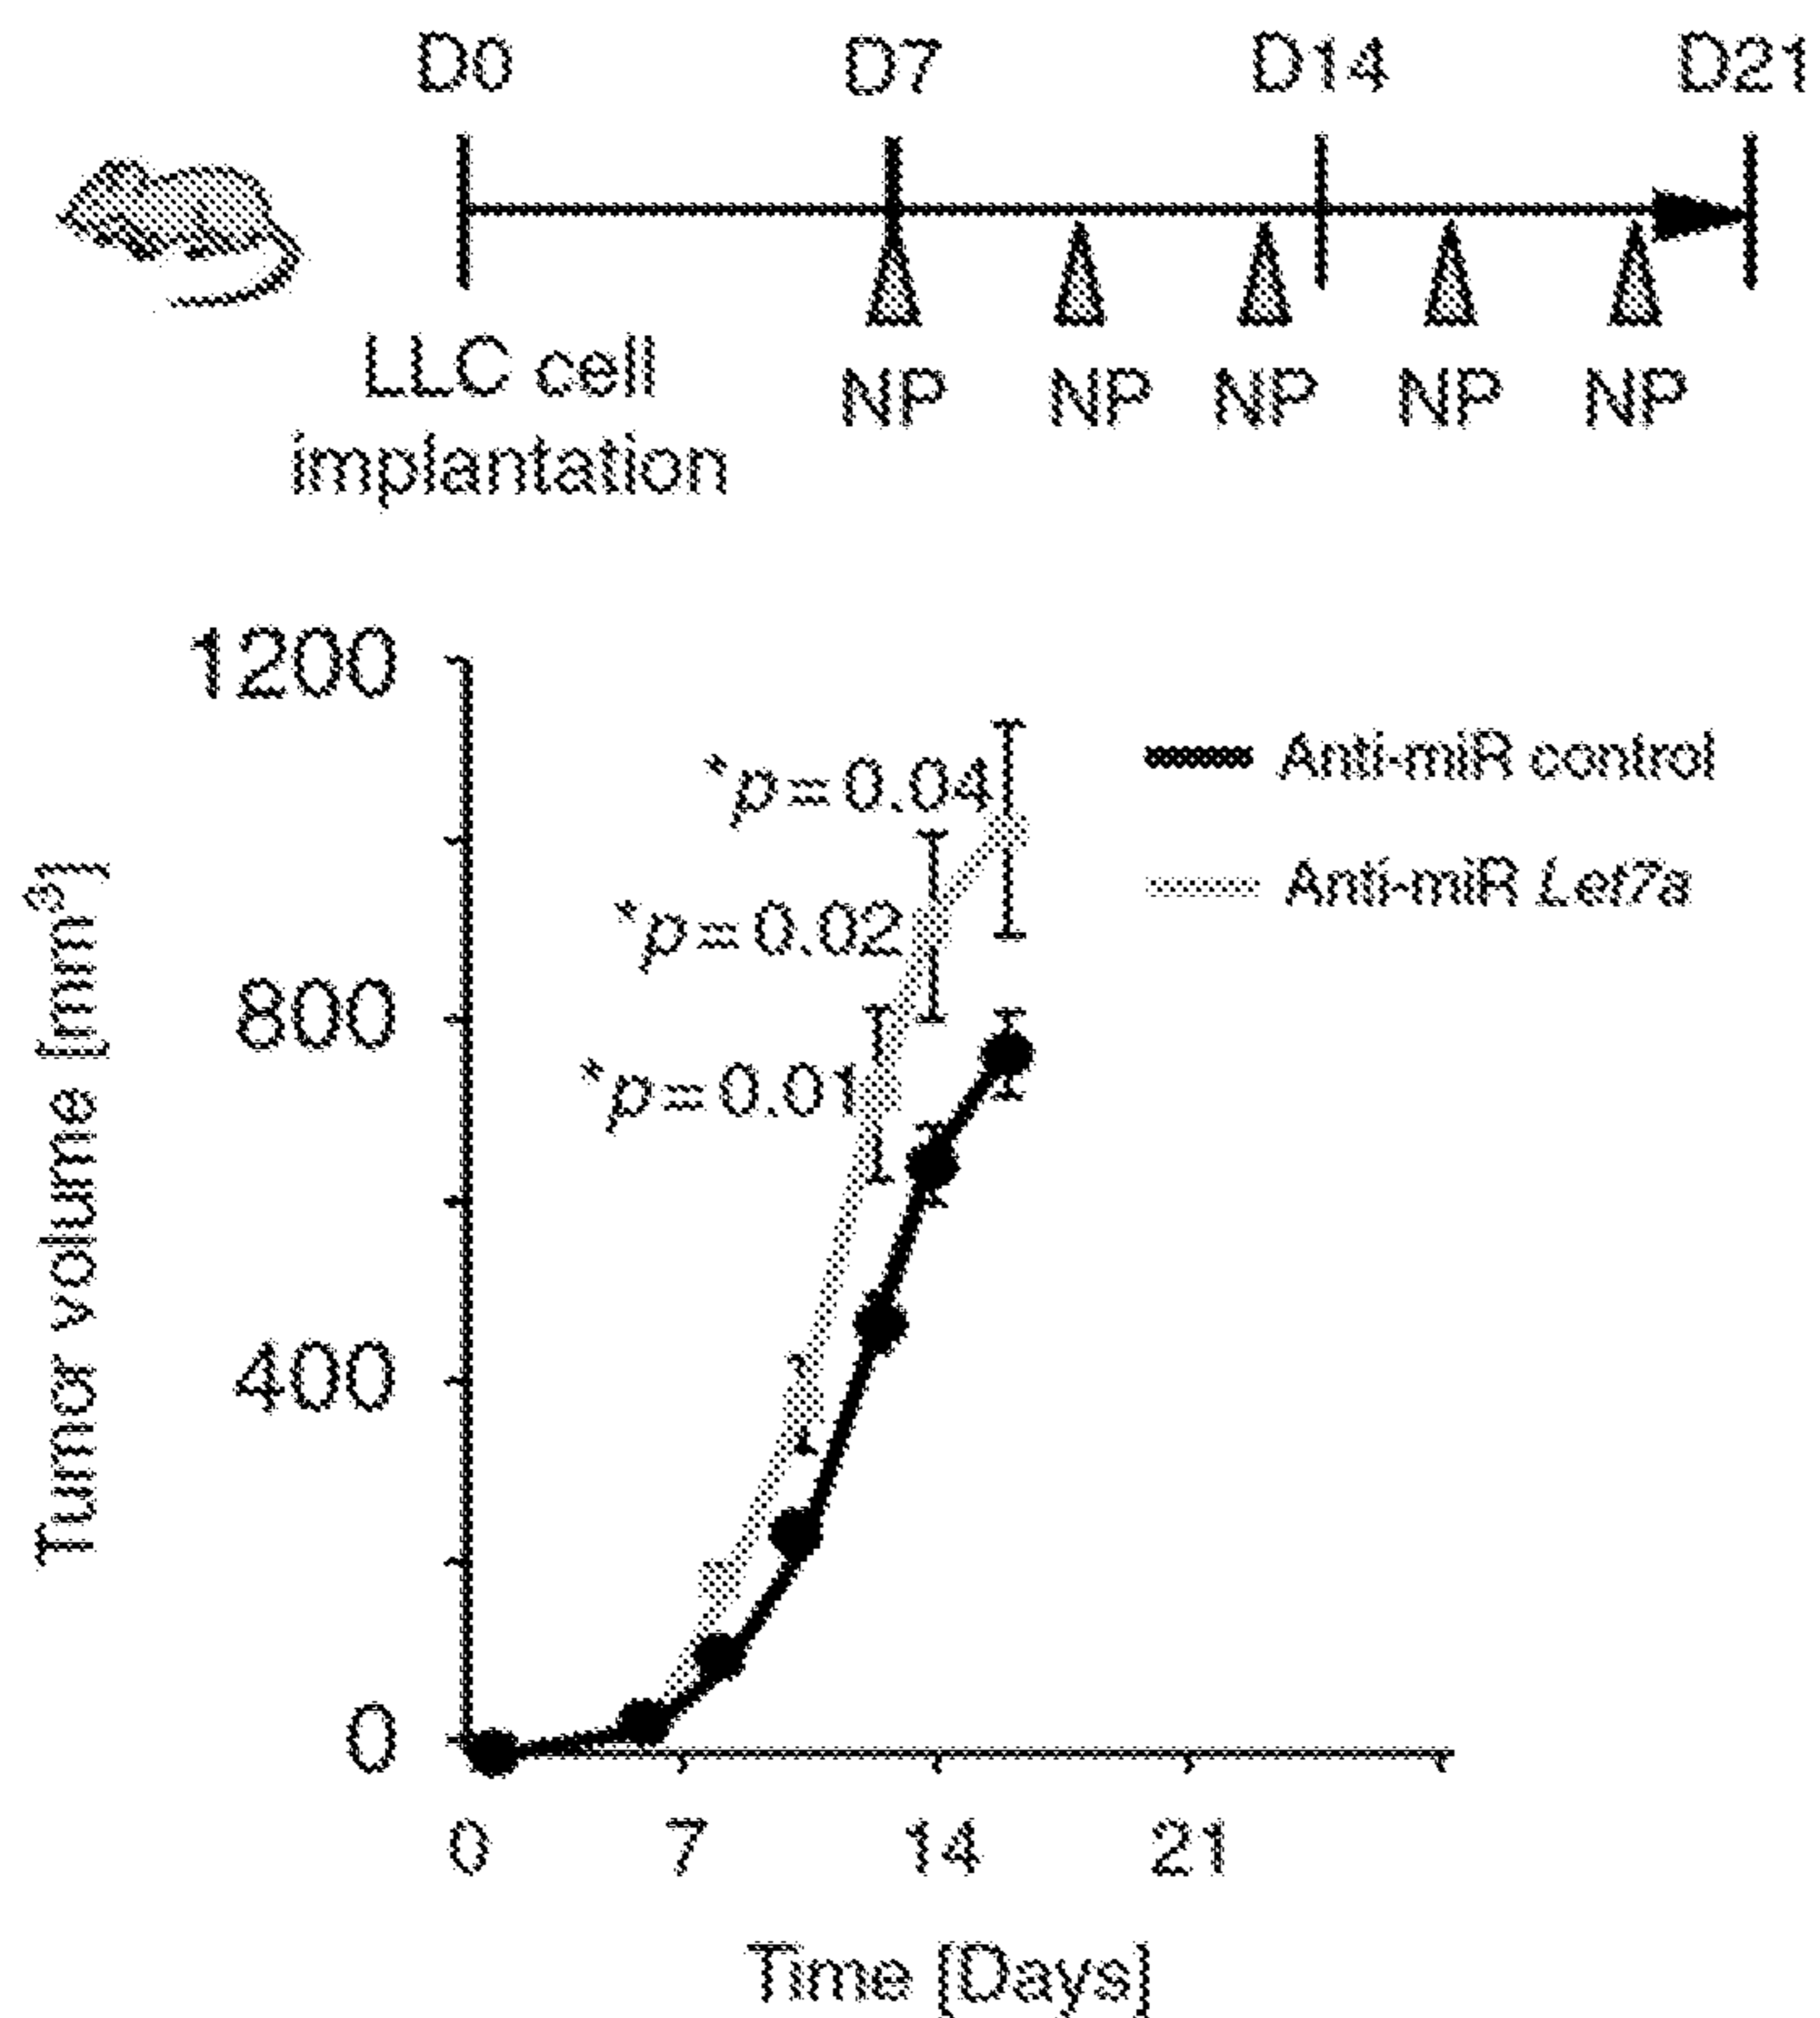 D0 D7 D14 D21
LLC cell
implantation
NP NP NP NP NP
1200
800
400
0
Tumor volume [mm³]
*p=0.04
*p=0.02
*p=0.01
Anti-miR control
Anti-miR Let7a
0 7 14 21
Time [Days]